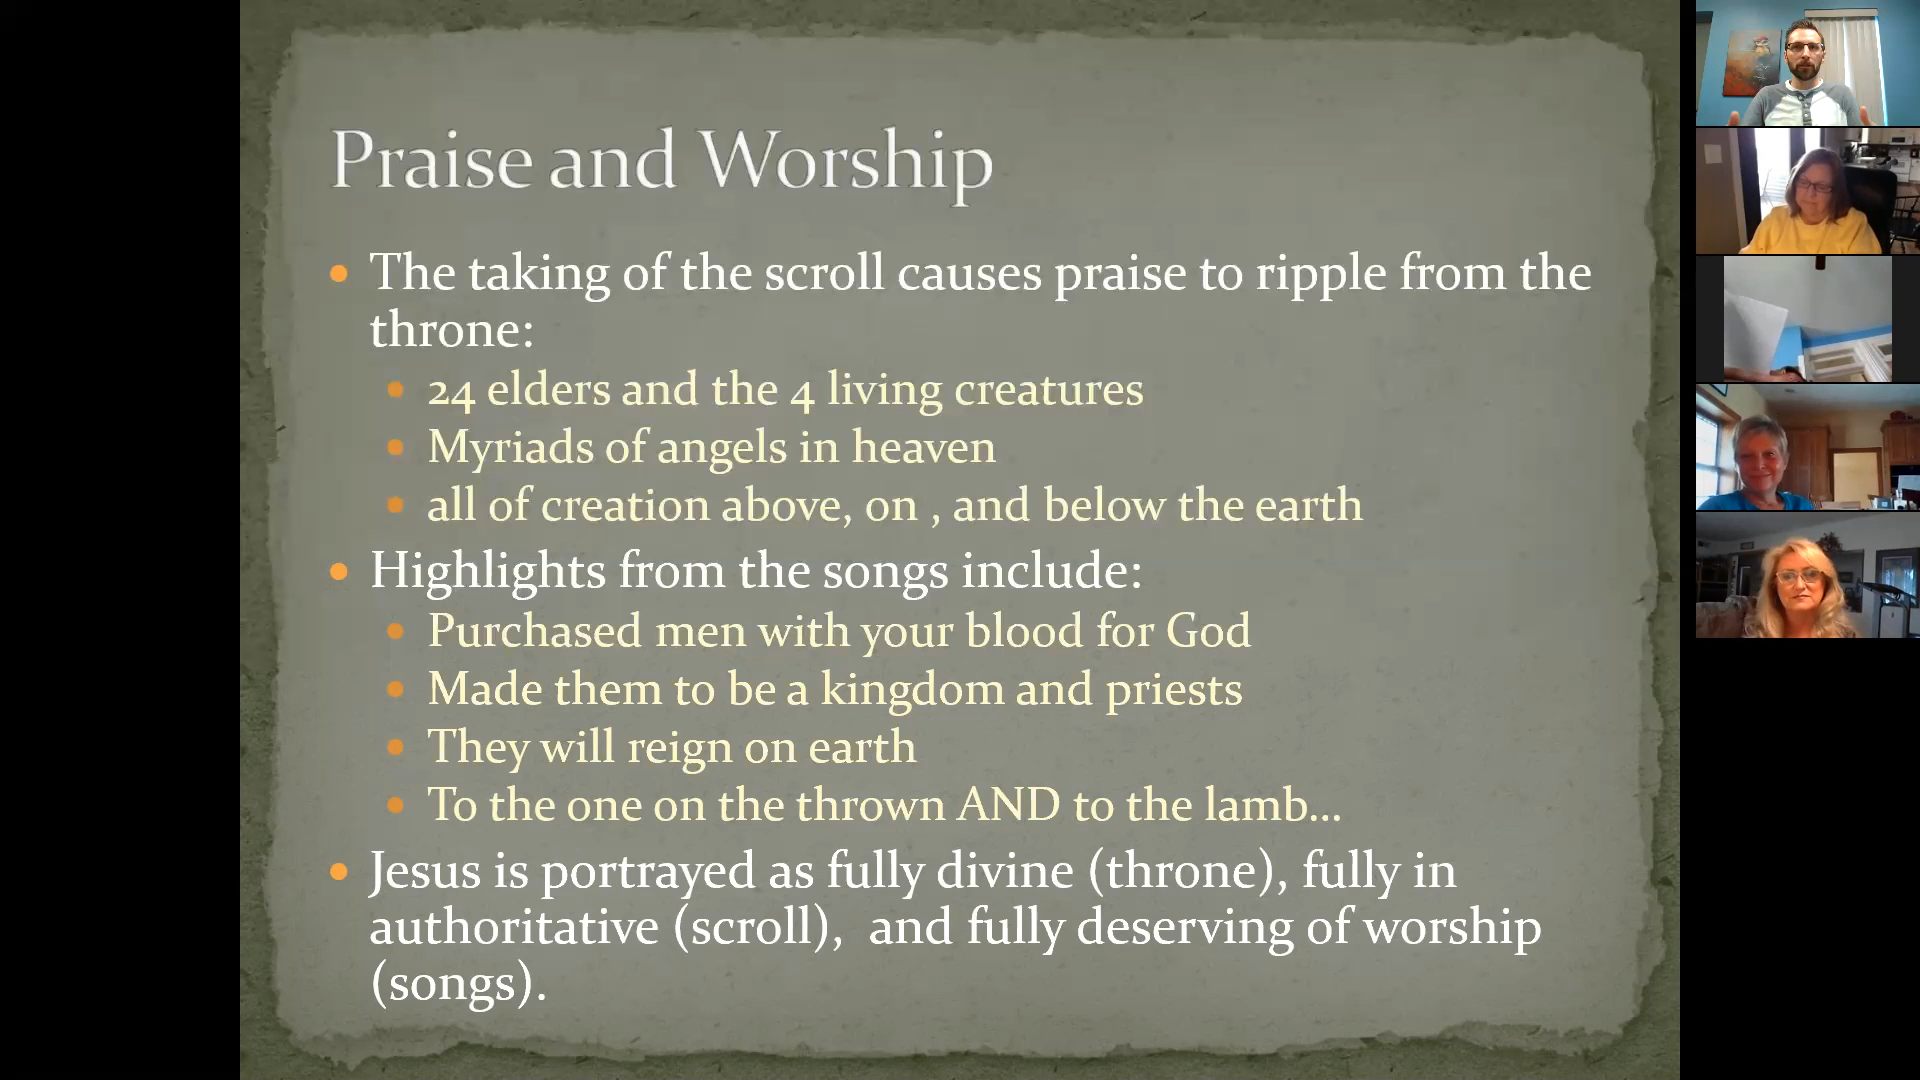 Praise and Worship
The taking of the scroll causes praise to ripple from the
throne:
24 elders and the 4 living creatures
Myriads of angels in heaven
all of creation above, on , and below the earth
Highlights from the songs include:
Purchased men with your blood for God
Made them to be a kingdom and priests
They will reign on earth
To the one on the thrown AND to the lamb…
Jesus is portrayed as fully divine (throne), fully in
authoritative (scroll),  and fully deserving of worship
(songs).